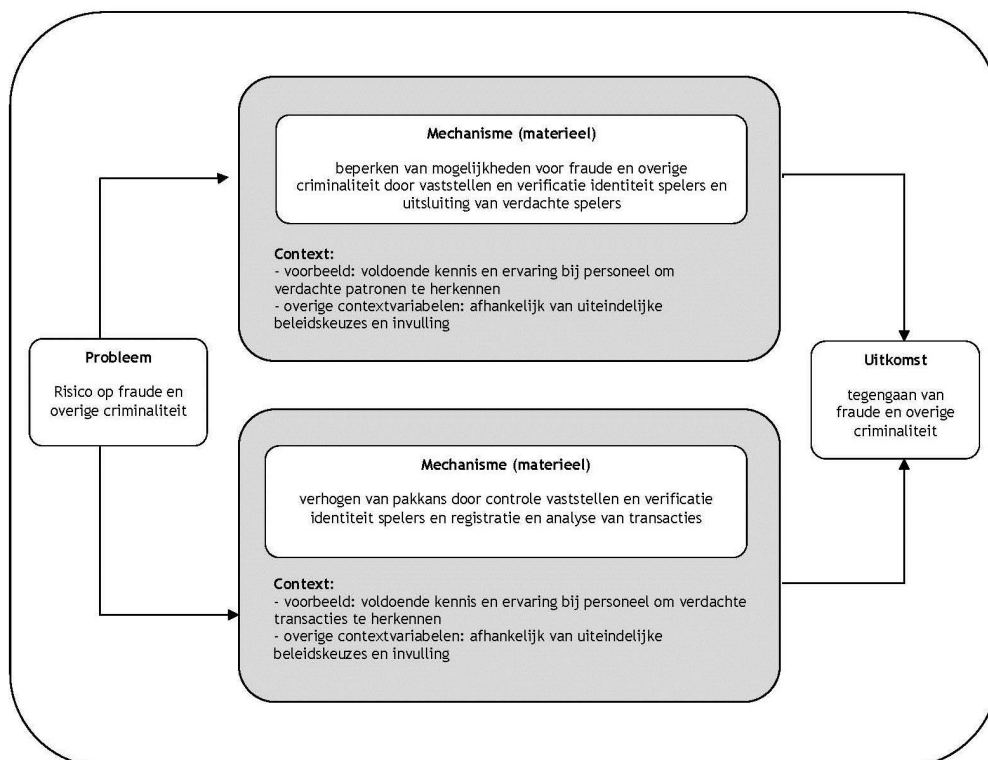 Mechanisme (materieel)
beperken van mogelijkheden voor fraude en overige
criminaliteit door vaststellen en verificatie identiteit spelers en
uitsluiting van verdachte spelers
Context:
- voorbeeld: voldoende kennis en ervaring bij personeel om
verdachte patronen te herkennen
- overige contextvariabelen: afhankelijk van uiteindelijke
beleidskeuzes en invulling
Probleem
Risico op fraude en
overige criminaliteit
Uitkomst
tegengaan van
fraude en overige
criminaliteit
Mechanisme (materieel)
verhogen van pakkans door controle vaststellen en verificatie
identiteit spelers en registratie en analyse van transacties
Context:
- voorbeeld: voldoende kennis en ervaring bij personeel om verdachte
transacties te herkennen
- overige contextvariabelen: afhankelijk van uiteindelijke
beleidskeuzes en invulling